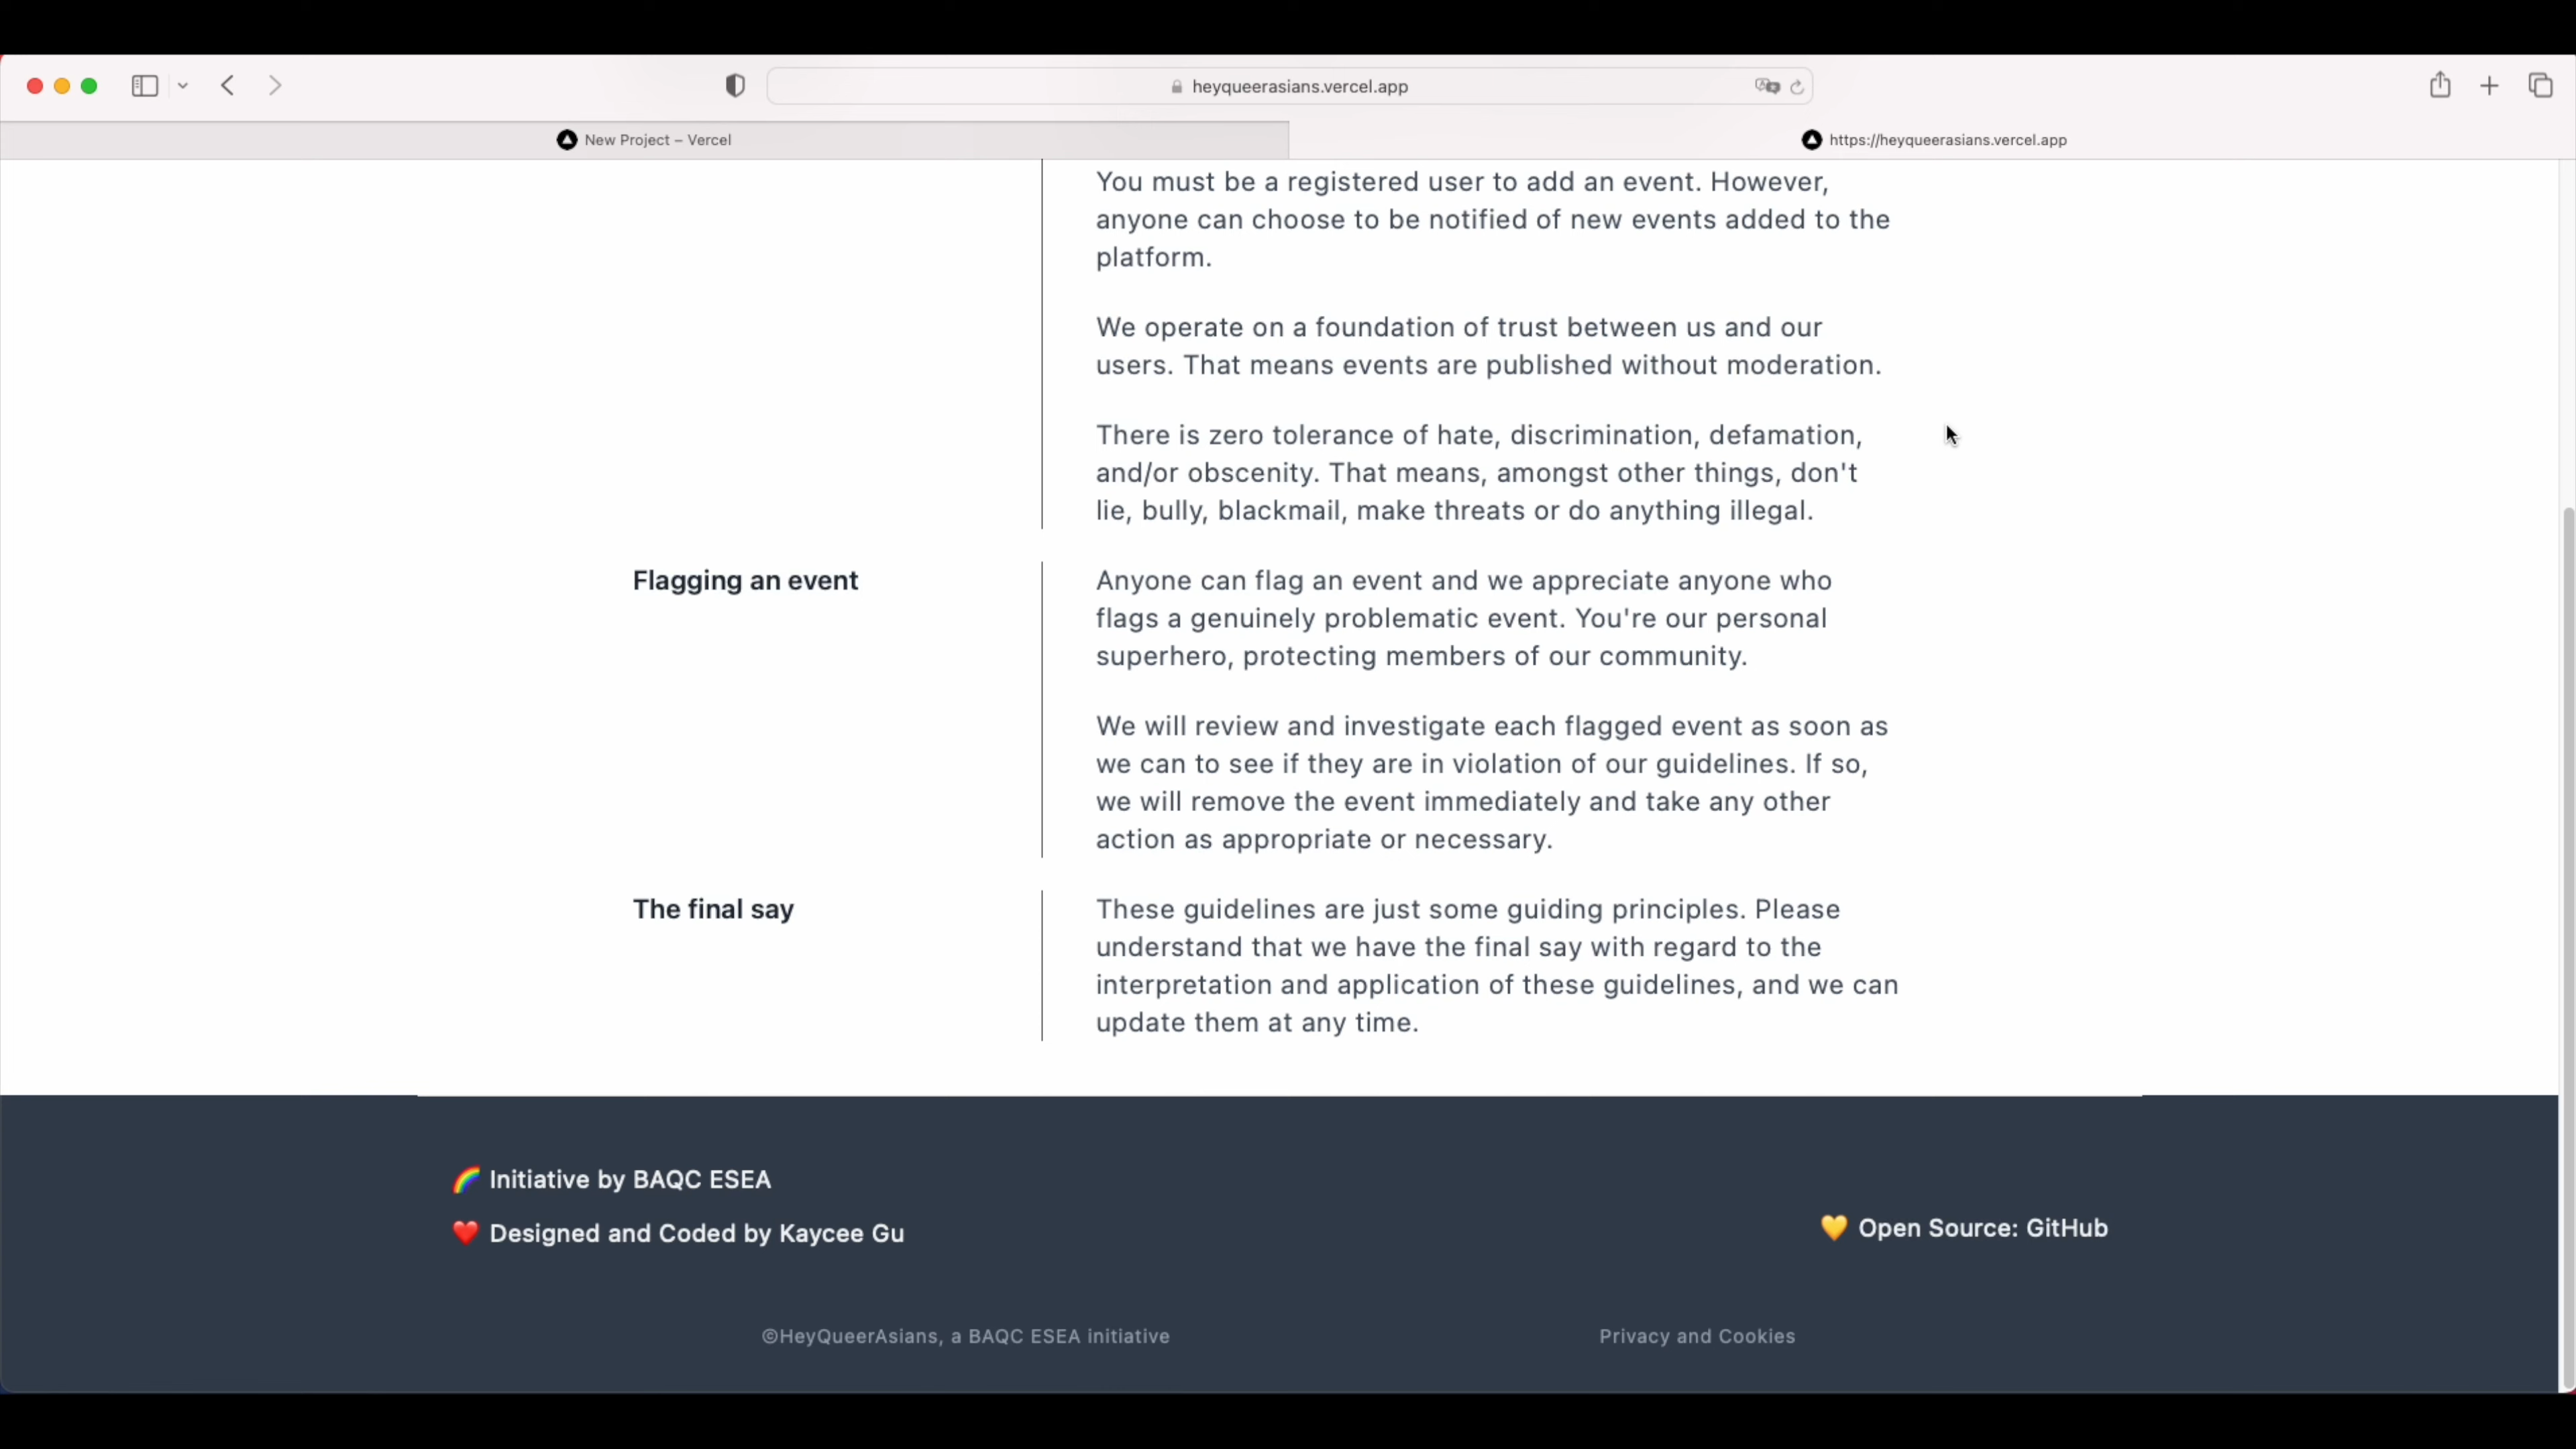 heyqueerasians.vercel.app
New Project – Vercel
https://heyqueerasians.vercel.app
You must be a registered user to add an event. However,
anyone can choose to be notified of new events added to the
platform.
We operate on a foundation of trust between us and our
users. That means events are published without moderation.
There is zero tolerance of hate, discrimination, defamation,
and/or obscenity. That means, amongst other things, don't
lie, bully, blackmail, make threats or do anything illegal.
Flagging an event
Anyone can flag an event and we appreciate anyone who
flags a genuinely problematic event. You're our personal
superhero, protecting members of our community.
We will review and investigate each flagged event as soon as
we can to see if they are in violation of our guidelines. If so,
we will remove the event immediately and take any other
action as appropriate or necessary.
The final say
These guidelines are just some guiding principles. Please
understand that we have the final say with regard to the
interpretation and application of these guidelines, and we can
update them at any time.
🌈 Initiative by BAQC ESEA
❤️ Designed and Coded by Kaycee Gu
💛 Open Source: GitHub
©HeyQueerAsians, a BAQC ESEA initiative
Privacy and Cookies